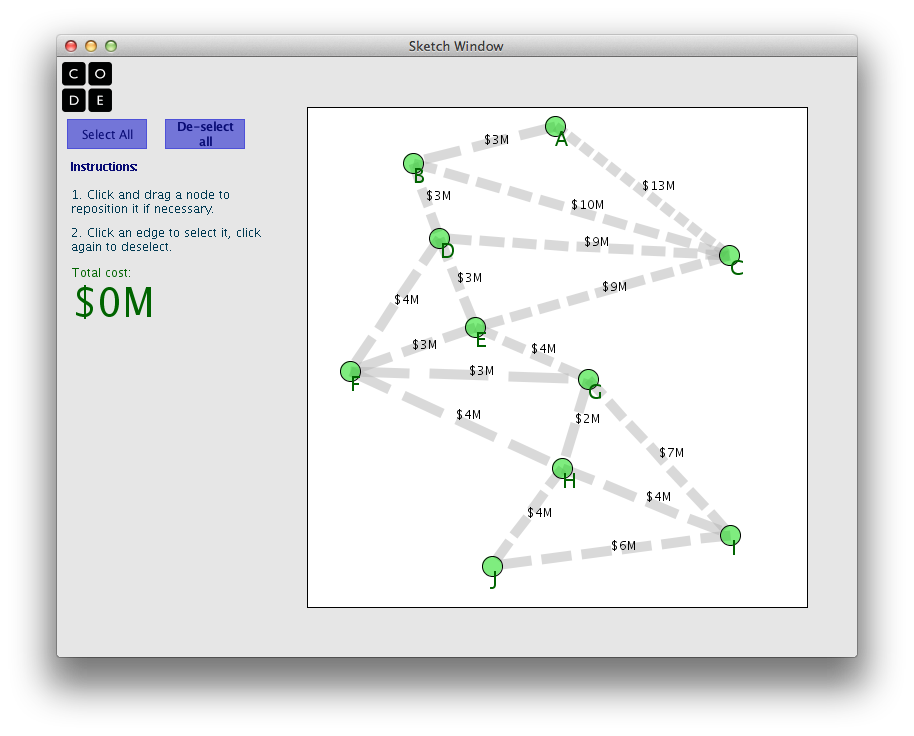 Sketch Window
C O
D E
Select All
De-select
all
Instructions:
1. Click and drag a node to
reposition it if necessary.
2. Click an edge to select it, click
again to deselect.
Total cost:
$0M
A
$3M
B
$13M
$3M
$10M
$9M
D
C
$3M
$9M
$4M
E
$3M
$4M
$3M
F
G
$4M
$2M
$7M
H
$4M
$4M
$6M
I
J